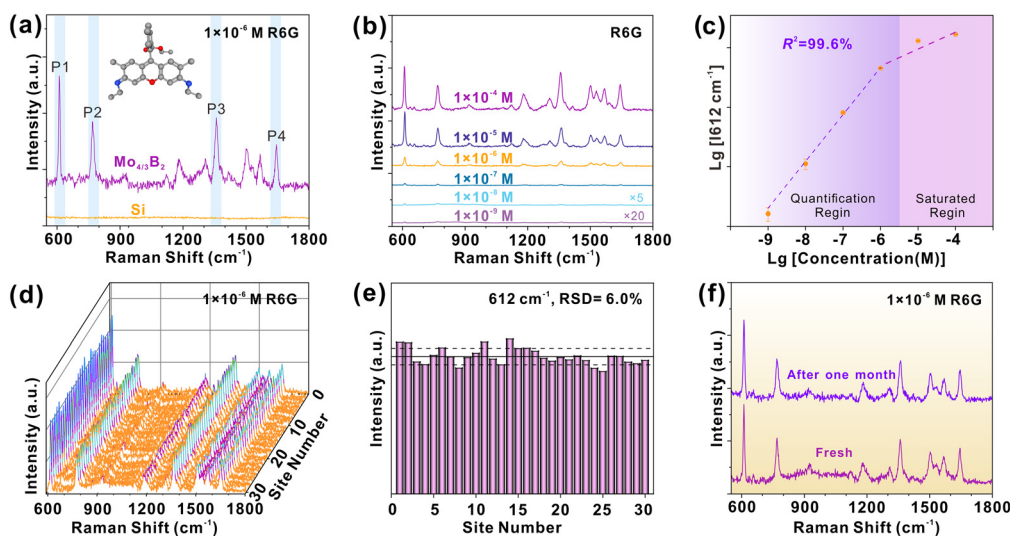 (a)
1×10⁻⁶ M R6G
P1
P2
P3
P4
Mo₄/₃B₂
Si
Intensity (a.u.)
600 900 1200 1500 1800
Raman Shift (cm⁻¹)
(b)
R6G
1×10⁻⁴ M
1×10⁻⁵ M
1×10⁻⁶ M
1×10⁻⁷ M
1×10⁻⁸ M ×5
1×10⁻⁹ M ×20
Intensity (a.u.)
600 900 1200 1500 1800
Raman Shift (cm⁻¹)
(c)
R²=99.6%
Lg [I612 cm⁻¹]
Quantification
Regin
Saturated
Regin
-9 -8 -7 -6 -5 -4
Lg [Concentration(M)]
(d)
1×10⁻⁶ M R6G
Intensity (a.u.)
600 900 1200 1500 1800
Raman Shift (cm⁻¹)
0
10
20
30
Site Number
(e)
612 cm⁻¹, RSD= 6.0%
Intensity (a.u.)
0 5 10 15 20 25 30
Site Number
(f)
1×10⁻⁶ M R6G
After one month
Fresh
Intensity (a.u.)
600 900 1200 1500 1800
Raman Shift (cm⁻¹)